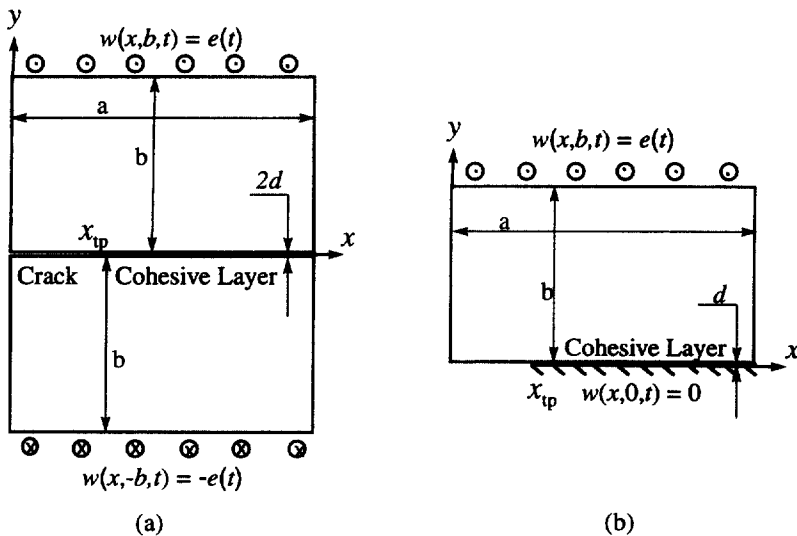 y
w(x,b,t) = e(t)
a
b
2d
x_tp
x
Crack
Cohesive Layer
b
w(x,-b,t) = -e(t)
(a)
y
w(x,b,t) = e(t)
a
b
d
Cohesive Layer
x
x_tp
w(x,0,t) = 0
(b)